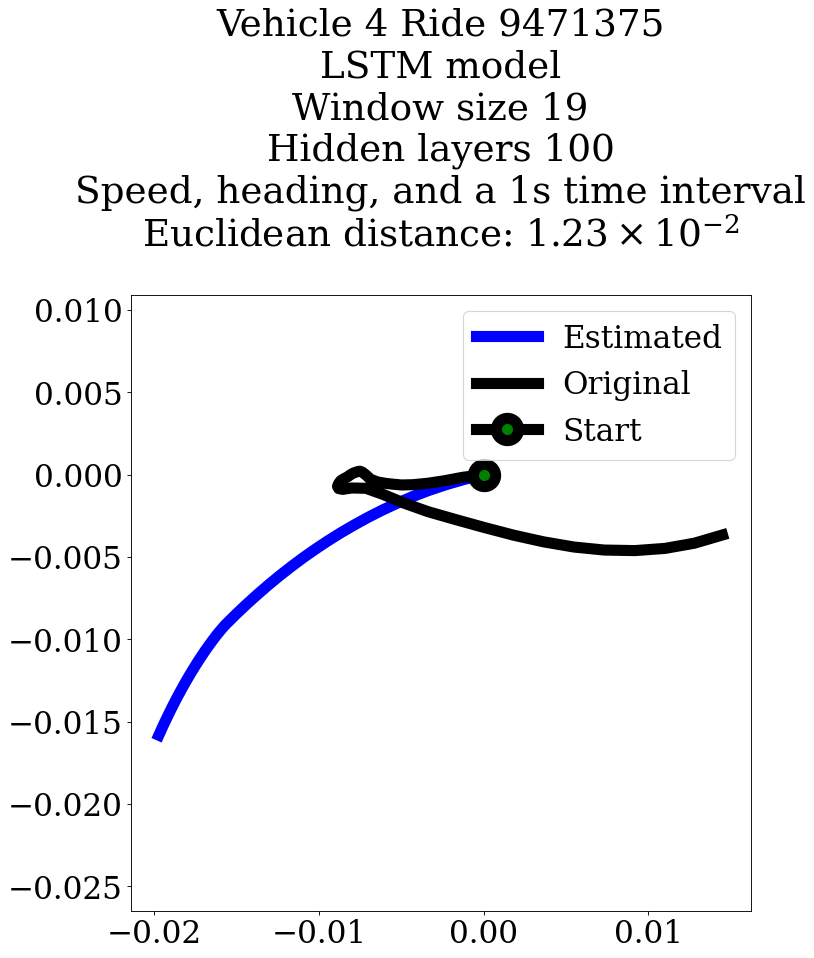 Vehicle 4 Ride 9471375
LSTM model
Window size 19
Hidden layers 100
Speed, heading, and a 1s time interval
Euclidean distance: 1.23 × 10⁻²
Estimated
Original
Start
0.010
0.005
0.000
−0.005
−0.010
−0.015
−0.020
−0.025
−0.02 −0.01 0.00 0.01